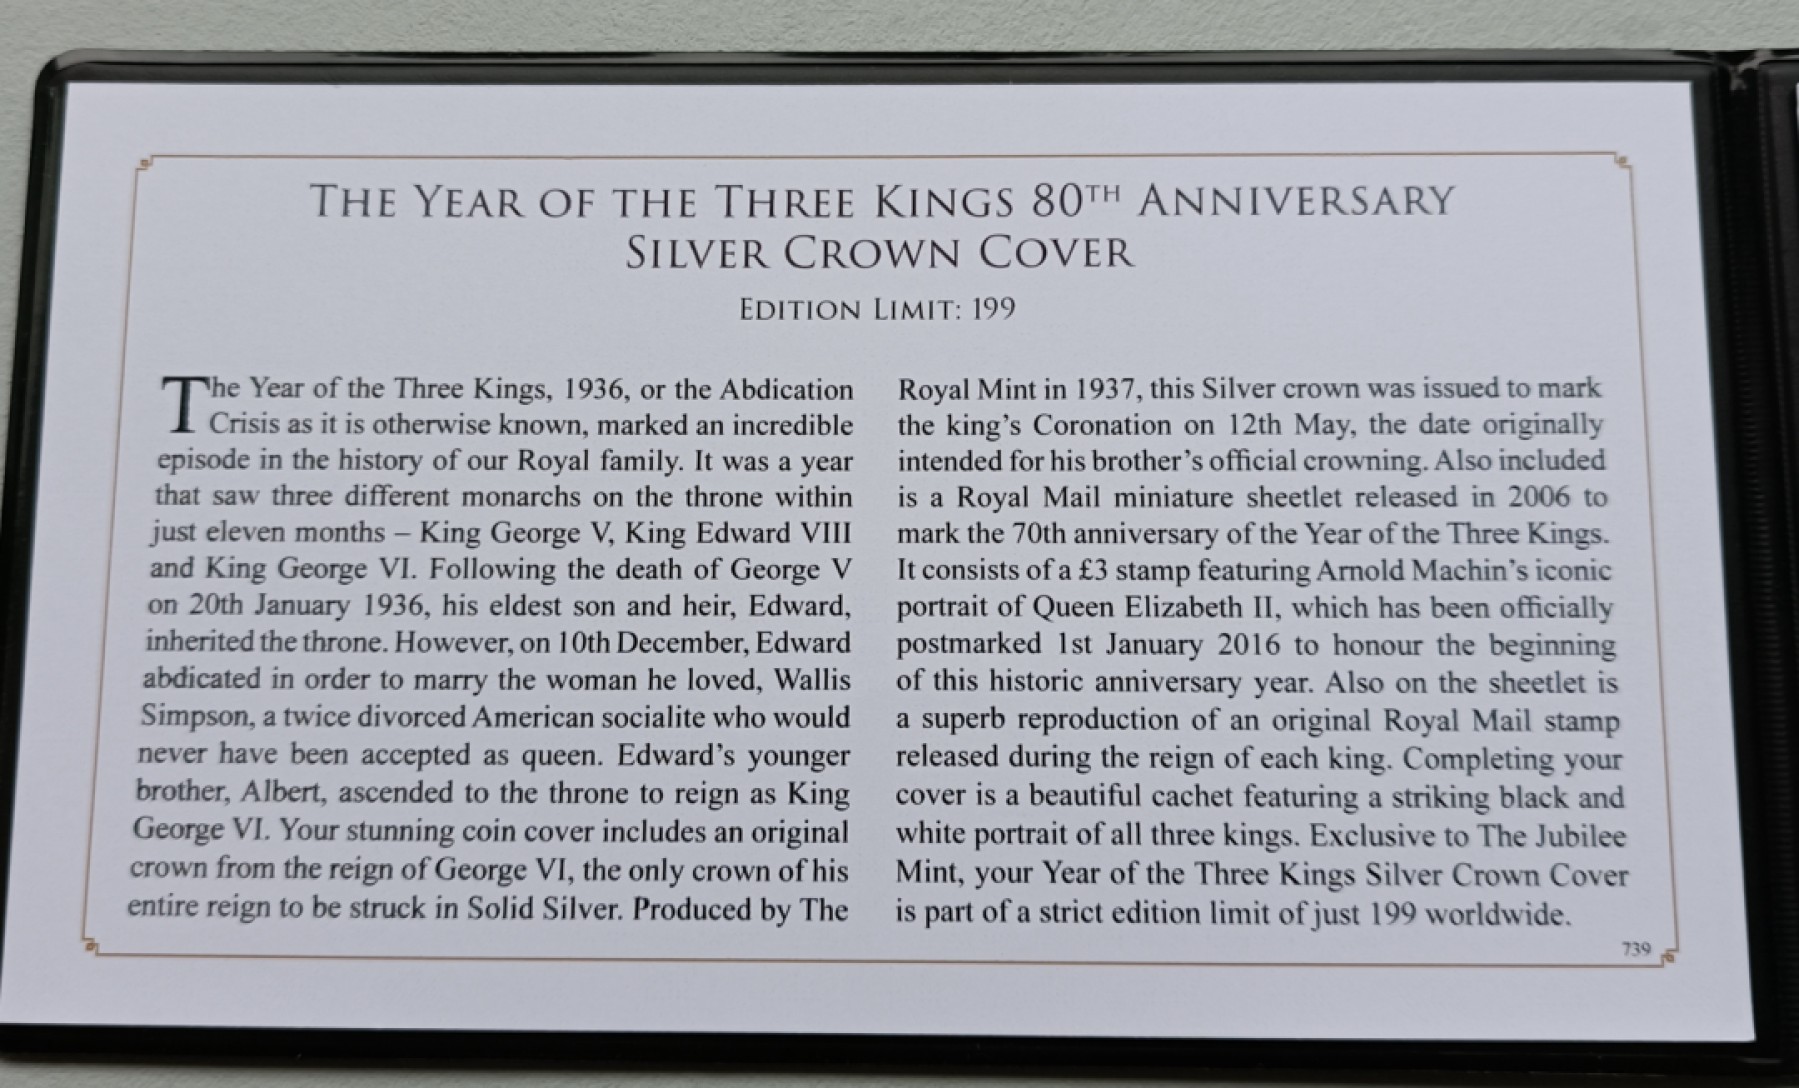 THE YEAR OF THE THREE KINGS 80TH ANNIVERSARY
SILVER CROWN COVER
EDITION LIMIT: 199
The Year of the Three Kings, 1936, or the Abdication
Crisis as it is otherwise known, marked an incredible
episode in the history of our Royal family. It was a year
that saw three different monarchs on the throne within
just eleven months – King George V, King Edward VIII
and King George VI. Following the death of George V
on 20th January 1936, his eldest son and heir, Edward,
inherited the throne. However, on 10th December, Edward
abdicated in order to marry the woman he loved, Wallis
Simpson, a twice divorced American socialite who would
never have been accepted as queen. Edward's younger
brother, Albert, ascended to the throne to reign as King
George VI. Your stunning coin cover includes an original
crown from the reign of George VI, the only crown of his
entire reign to be struck in Solid Silver. Produced by The
Royal Mint in 1937, this Silver crown was issued to mark
the king's Coronation on 12th May, the date originally
intended for his brother's official crowning. Also included
is a Royal Mail miniature sheetlet released in 2006 to
mark the 70th anniversary of the Year of the Three Kings.
It consists of a £3 stamp featuring Arnold Machin's iconic
portrait of Queen Elizabeth II, which has been officially
postmarked 1st January 2016 to honour the beginning
of this historic anniversary year. Also on the sheetlet is
a superb reproduction of an original Royal Mail stamp
released during the reign of each king. Completing your
cover is a beautiful cachet featuring a striking black and
white portrait of all three kings. Exclusive to The Jubilee
Mint, your Year of the Three Kings Silver Crown Cover
is part of a strict edition limit of just 199 worldwide.
739